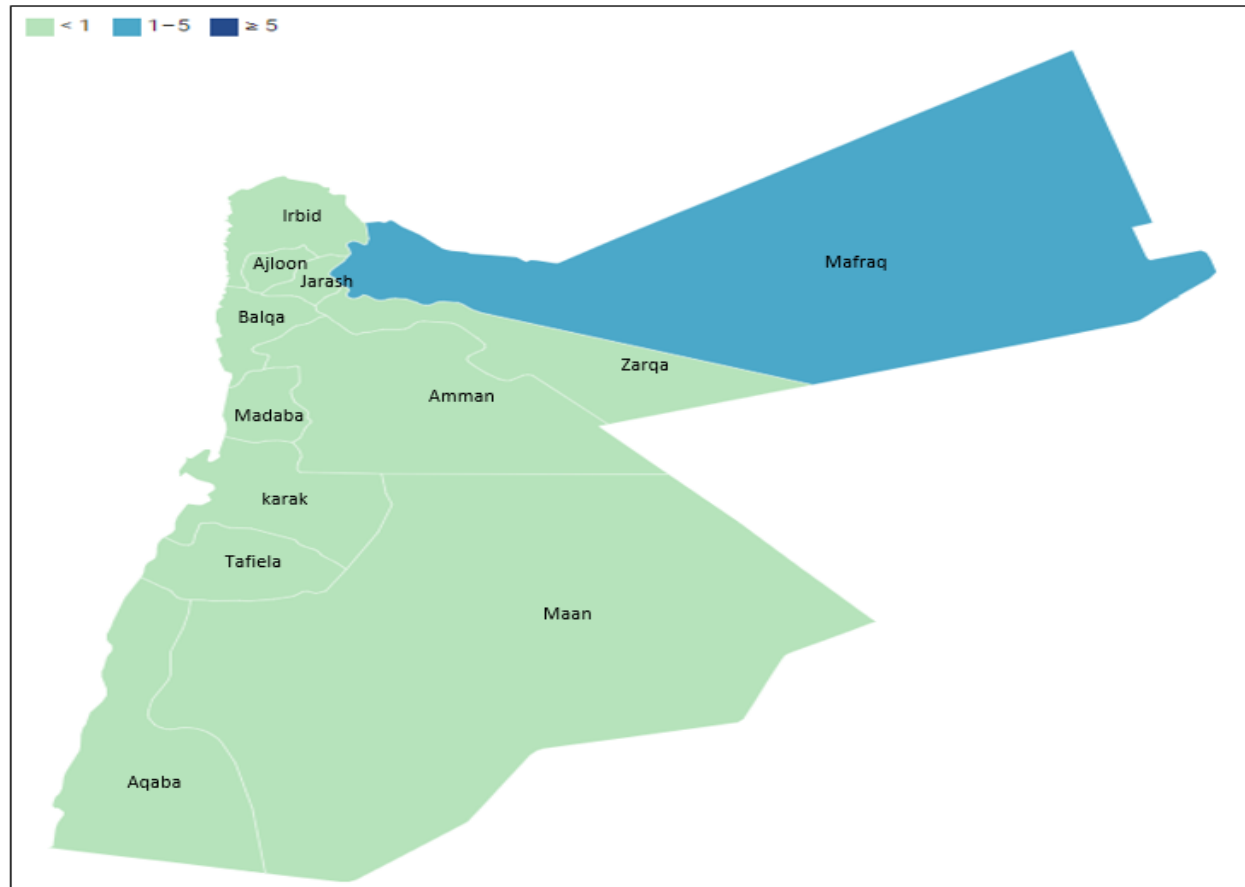 < 1 1–5 ≥ 5
Irbid
Ajloon
Mafraq
Jarash
Balqa
Zarqa
Amman
Madaba
karak
Tafiela
Maan
Aqaba